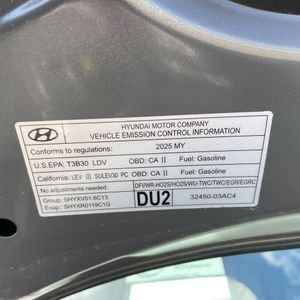 HYUNDAI MOTOR COMPANY
VEHICLE EMISSION CONTROL INFORMATION
Conforms to regulations: 2025 MY
U.S.EPA: T3B30 LDV OBD: CA II Fuel: Gasoline
California: LEV III SULEV30 PC OBD: CA II Fuel: Gasoline
No adjustments needed. DFI/WR-HO2S/HO2S/WU-TWC/TWC/EGR/EGRC
Group: SHYXV01.6C13
Evap: SHYXR0119C1G
DU2 32450-03AC4